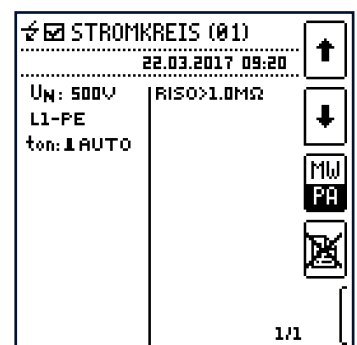 STROMKREIS (01)
22.03.2017 09:20
UN: 500V
RISO>1.0MΩ
L1-PE
ton: AUTO
MW
PA
1/1